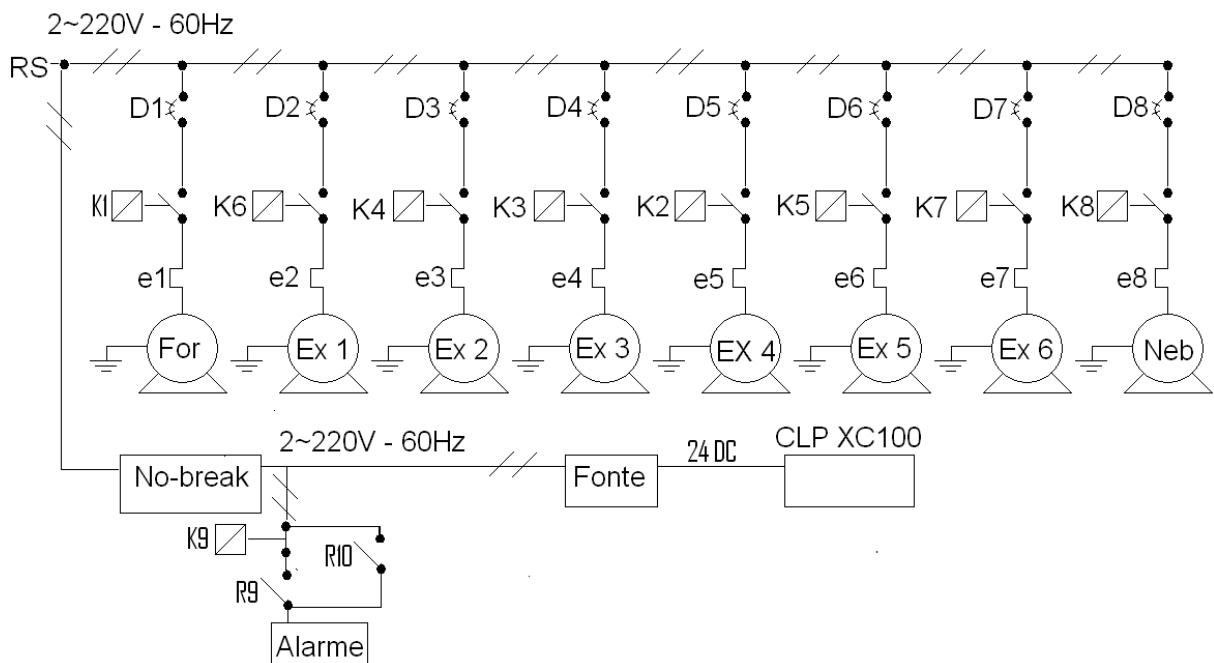 2~220V - 60Hz
RS
D1 D2 D3 D4 D5 D6 D7 D8
K1 K6 K4 K3 K2 K5 K7 K8
e1 e2 e3 e4 e5 e6 e7 e8
For Ex 1 Ex 2 Ex 3 EX 4 Ex 5 Ex 6 Neb
2~220V - 60Hz
24 DC
CLP XC100
No-break
Fonte
K9
R10
R9
Alarme